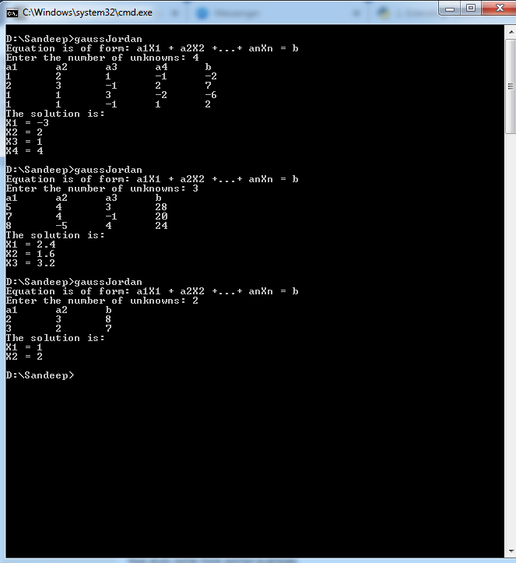 C:\Windows\system32\cmd.exe
D:\Sandeep>gaussJordan
Equation is of form: a1X1 + a2X2 +...+ anXn = b
Enter the number of unknowns: 4
a1 a2 a3 a4 b
1 2 1 -1 -2
2 3 -1 2 7
1 1 3 -2 -6
1 1 -1 1 2
The solution is:
X1 = -3
X2 = 2
X3 = 1
X4 = 4
D:\Sandeep>gaussJordan
Equation is of form: a1X1 + a2X2 +...+ anXn = b
Enter the number of unknowns: 3
a1 a2 a3 b
5 4 3 28
7 4 -1 20
8 -5 4 24
The solution is:
X1 = 2.4
X2 = 1.6
X3 = 3.2
D:\Sandeep>gaussJordan
Equation is of form: a1X1 + a2X2 +...+ anXn = b
Enter the number of unknowns: 2
a1 a2 b
2 3 8
3 2 7
The solution is:
X1 = 1
X2 = 2
D:\Sandeep>